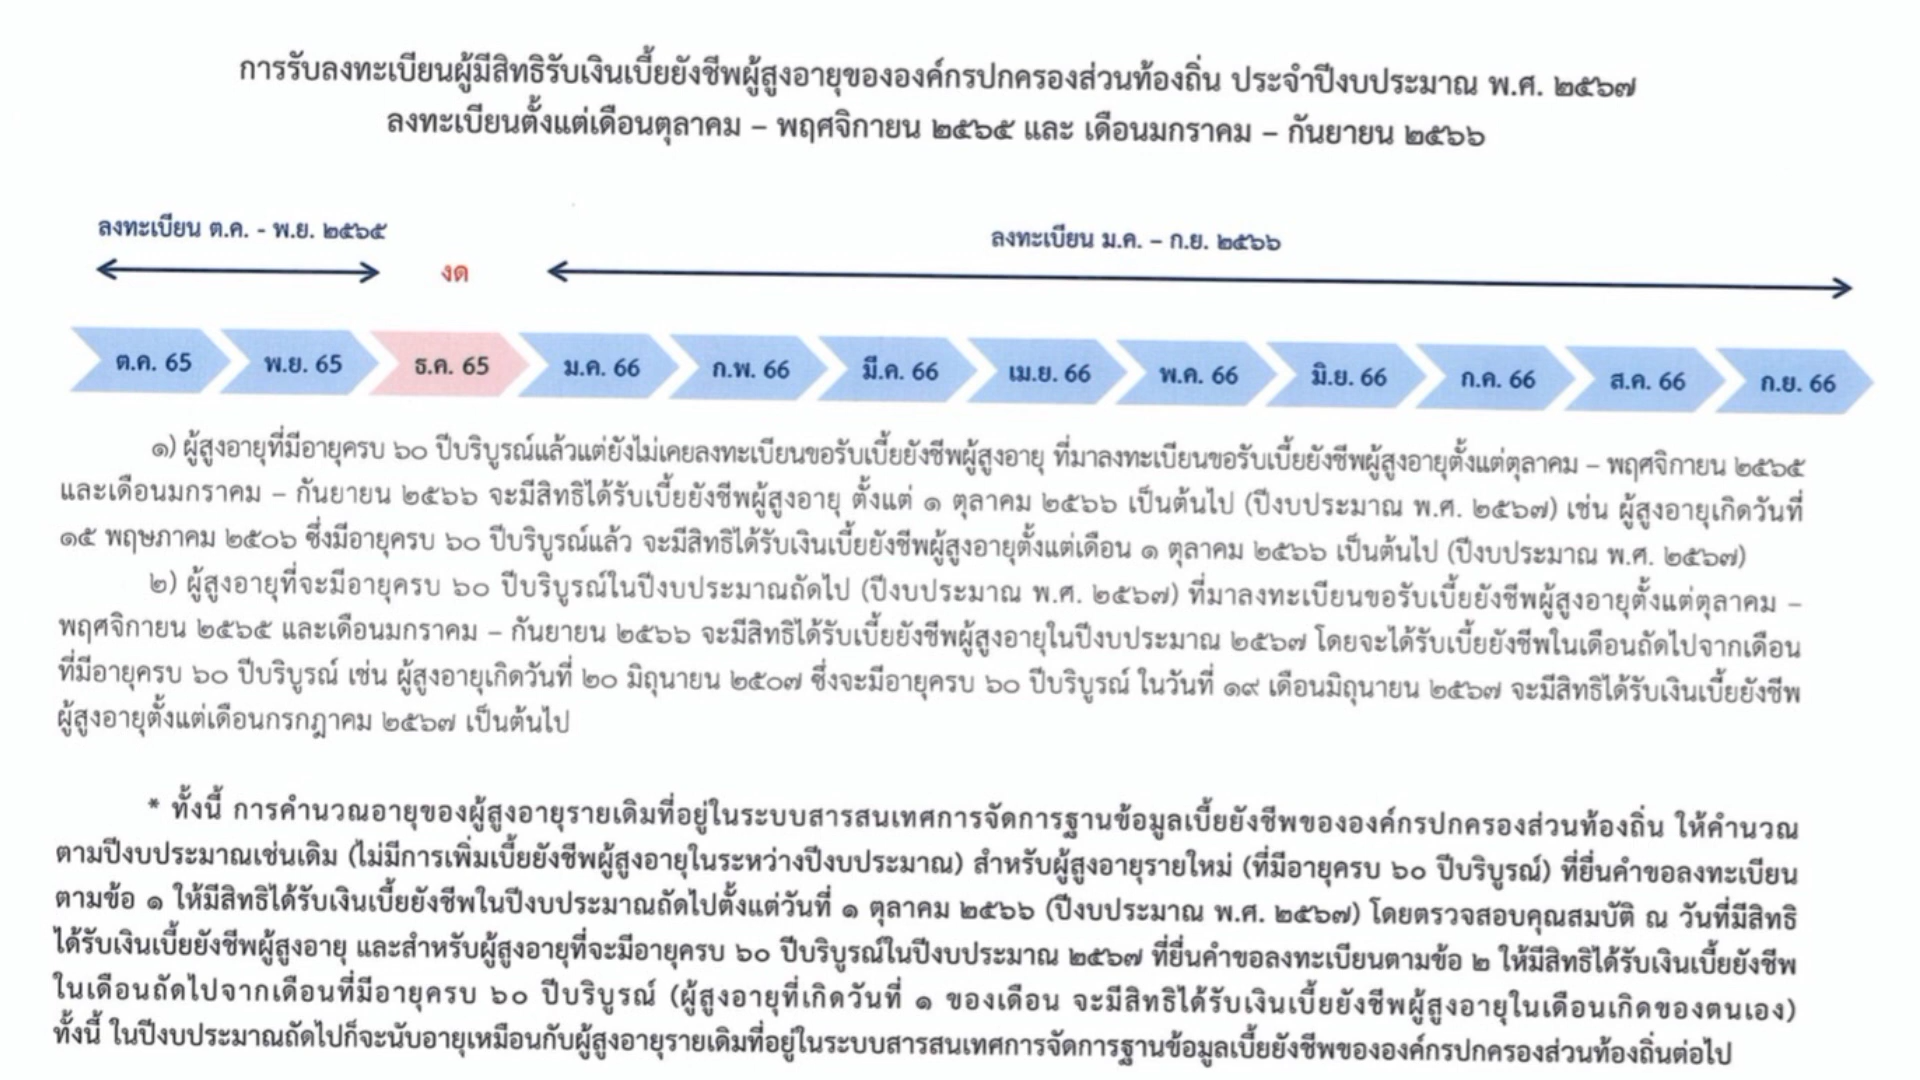 การรับลงทะเบียนผู้มีสิทธิรับเงินเบี้ยยังชีพผู้สูงอายุขององค์กรปกครองส่วนท้องถิ่น ประจำปีงบประมาณ พ.ศ. ๒๕๖๗
ลงทะเบียนตั้งแต่เดือนตุลาคม – พฤศจิกายน ๒๕๖๕ และ เดือนมกราคม – กันยายน ๒๕๖๖
ลงทะเบียน ต.ค. - พ.ย. ๒๕๖๕
งด
ลงทะเบียน ม.ค. – ก.ย. ๒๕๖๖
ต.ค. 65 พ.ย. 65 ธ.ค. 65 ม.ค. 66 ก.พ. 66 มี.ค. 66 เม.ย. 66 พ.ค. 66 มิ.ย. 66 ก.ค. 66 ส.ค. 66 ก.ย. 66
๑) ผู้สูงอายุที่มีอายุครบ ๖๐ ปีบริบูรณ์แล้วแต่ยังไม่เคยลงทะเบียนขอรับเบี้ยยังชีพผู้สูงอายุ ที่มาลงทะเบียนขอรับเบี้ยยังชีพผู้สูงอายุตั้งแต่ตุลาคม – พฤศจิกายน ๒๕๖๕
และเดือนมกราคม – กันยายน ๒๕๖๖ จะมีสิทธิได้รับเบี้ยยังชีพผู้สูงอายุ ตั้งแต่ ๑ ตุลาคม ๒๕๖๖ เป็นต้นไป (ปีงบประมาณ พ.ศ. ๒๕๖๗) เช่น ผู้สูงอายุเกิดวันที่
๑๕ พฤษภาคม ๒๕๐๖ ซึ่งมีอายุครบ ๖๐ ปีบริบูรณ์แล้ว จะมีสิทธิได้รับเงินเบี้ยยังชีพผู้สูงอายุตั้งแต่เดือน ๑ ตุลาคม ๒๕๖๖ เป็นต้นไป (ปีงบประมาณ พ.ศ. ๒๕๖๗)
๒) ผู้สูงอายุที่จะมีอายุครบ ๖๐ ปีบริบูรณ์ในปีงบประมาณถัดไป (ปีงบประมาณ พ.ศ. ๒๕๖๗) ที่มาลงทะเบียนขอรับเบี้ยยังชีพผู้สูงอายุตั้งแต่ตุลาคม –
พฤศจิกายน ๒๕๖๕ และเดือนมกราคม – กันยายน ๒๕๖๖ จะมีสิทธิได้รับเบี้ยยังชีพผู้สูงอายุในปีงบประมาณ ๒๕๖๗ โดยจะได้รับเบี้ยยังชีพในเดือนถัดไปจากเดือน
ที่มีอายุครบ ๖๐ ปีบริบูรณ์ เช่น ผู้สูงอายุเกิดวันที่ ๒๐ มิถุนายน ๒๕๐๗ ซึ่งจะมีอายุครบ ๖๐ ปีบริบูรณ์ ในวันที่ ๑๙ เดือนมิถุนายน ๒๕๖๗ จะมีสิทธิได้รับเงินเบี้ยยังชีพ
ผู้สูงอายุตั้งแต่เดือนกรกฎาคม ๒๕๖๗ เป็นต้นไป
* ทั้งนี้ การคำนวณอายุของผู้สูงอายุรายเดิมที่อยู่ในระบบสารสนเทศการจัดการฐานข้อมูลเบี้ยยังชีพขององค์กรปกครองส่วนท้องถิ่น ให้คำนวณ
ตามปีงบประมาณเช่นเดิม (ไม่มีการเพิ่มเบี้ยยังชีพผู้สูงอายุในระหว่างปีงบประมาณ) สำหรับผู้สูงอายุรายใหม่ (ที่มีอายุครบ ๖๐ ปีบริบูรณ์) ที่ยื่นคำขอลงทะเบียน
ตามข้อ ๑ ให้มีสิทธิได้รับเงินเบี้ยยังชีพในปีงบประมาณถัดไปตั้งแต่วันที่ ๑ ตุลาคม ๒๕๖๖ (ปีงบประมาณ พ.ศ. ๒๕๖๗) โดยตรวจสอบคุณสมบัติ ณ วันที่มีสิทธิ
ได้รับเงินเบี้ยยังชีพผู้สูงอายุ และสำหรับผู้สูงอายุที่จะมีอายุครบ ๖๐ ปีบริบูรณ์ในปีงบประมาณ ๒๕๖๗ ที่ยื่นคำขอลงทะเบียนตามข้อ ๒ ให้มีสิทธิได้รับเงินเบี้ยยังชีพ
ในเดือนถัดไปจากเดือนที่มีอายุครบ ๖๐ ปีบริบูรณ์ (ผู้สูงอายุที่เกิดวันที่ ๑ ของเดือน จะมีสิทธิได้รับเงินเบี้ยยังชีพผู้สูงอายุในเดือนเกิดของตนเอง)
ทั้งนี้ ในปีงบประมาณถัดไปก็จะนับอายุเหมือนกับผู้สูงอายุรายเดิมที่อยู่ในระบบสารสนเทศการจัดการฐานข้อมูลเบี้ยยังชีพขององค์กรปกครองส่วนท้องถิ่นต่อไป